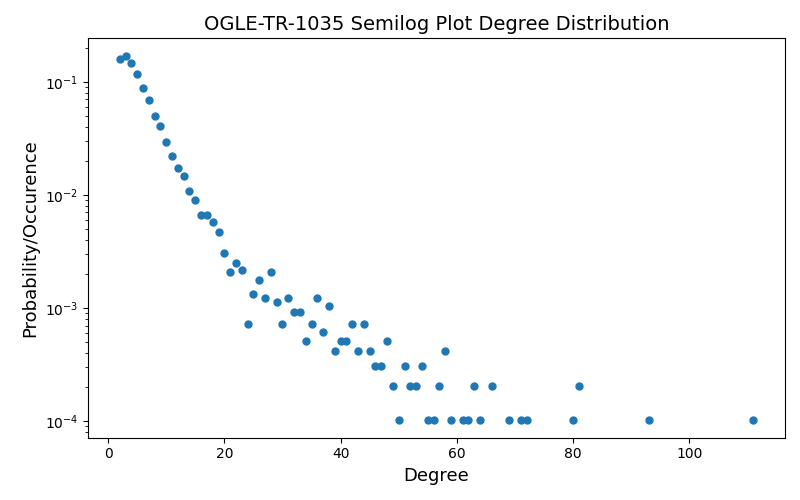 OGLE-TR-1035 Semilog Plot Degree Distribution
Probability/Occurence
10⁻¹
10⁻²
10⁻³
10⁻⁴
0 20 40 60 80 100
Degree